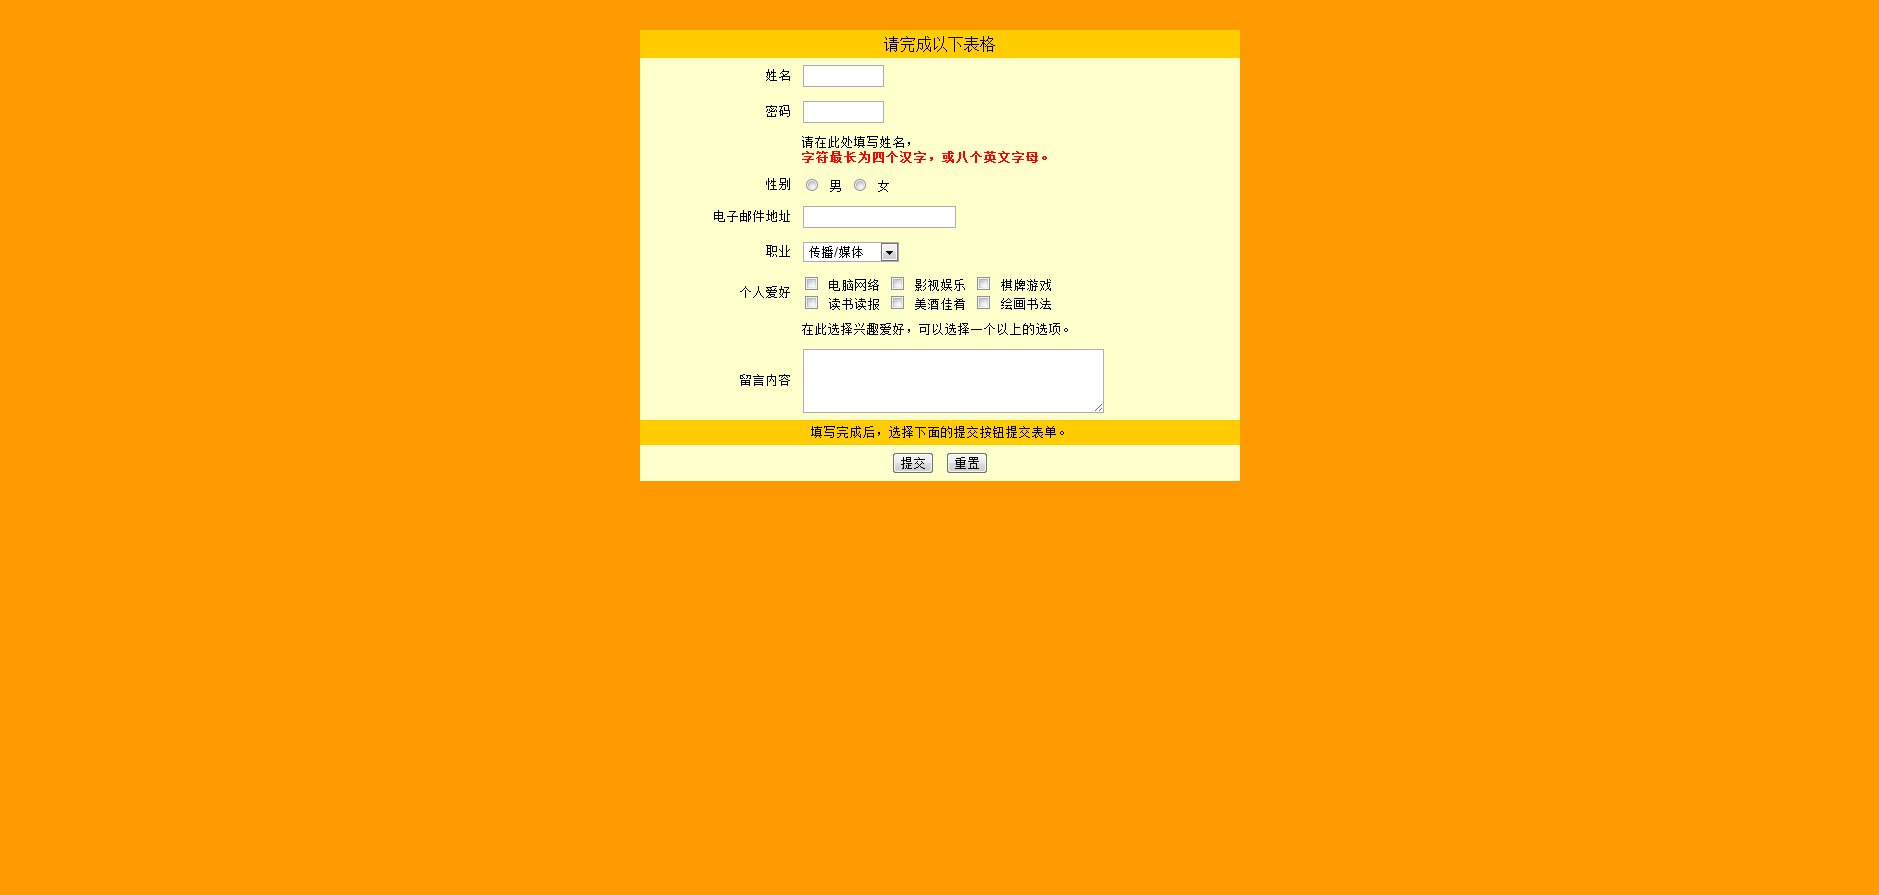 请完成以下表格
姓名
密码
请在此处填写姓名，
字符最长为四个汉字，或八个英文字母。
性别 男 女
电子邮件地址
职业 传播/媒体
个人爱好
电脑网络 影视娱乐 棋牌游戏
读书读报 美酒佳肴 绘画书法
在此选择兴趣爱好，可以选择一个以上的选项。
留言内容
填写完成后，选择下面的提交按钮提交表单。
提交 重置